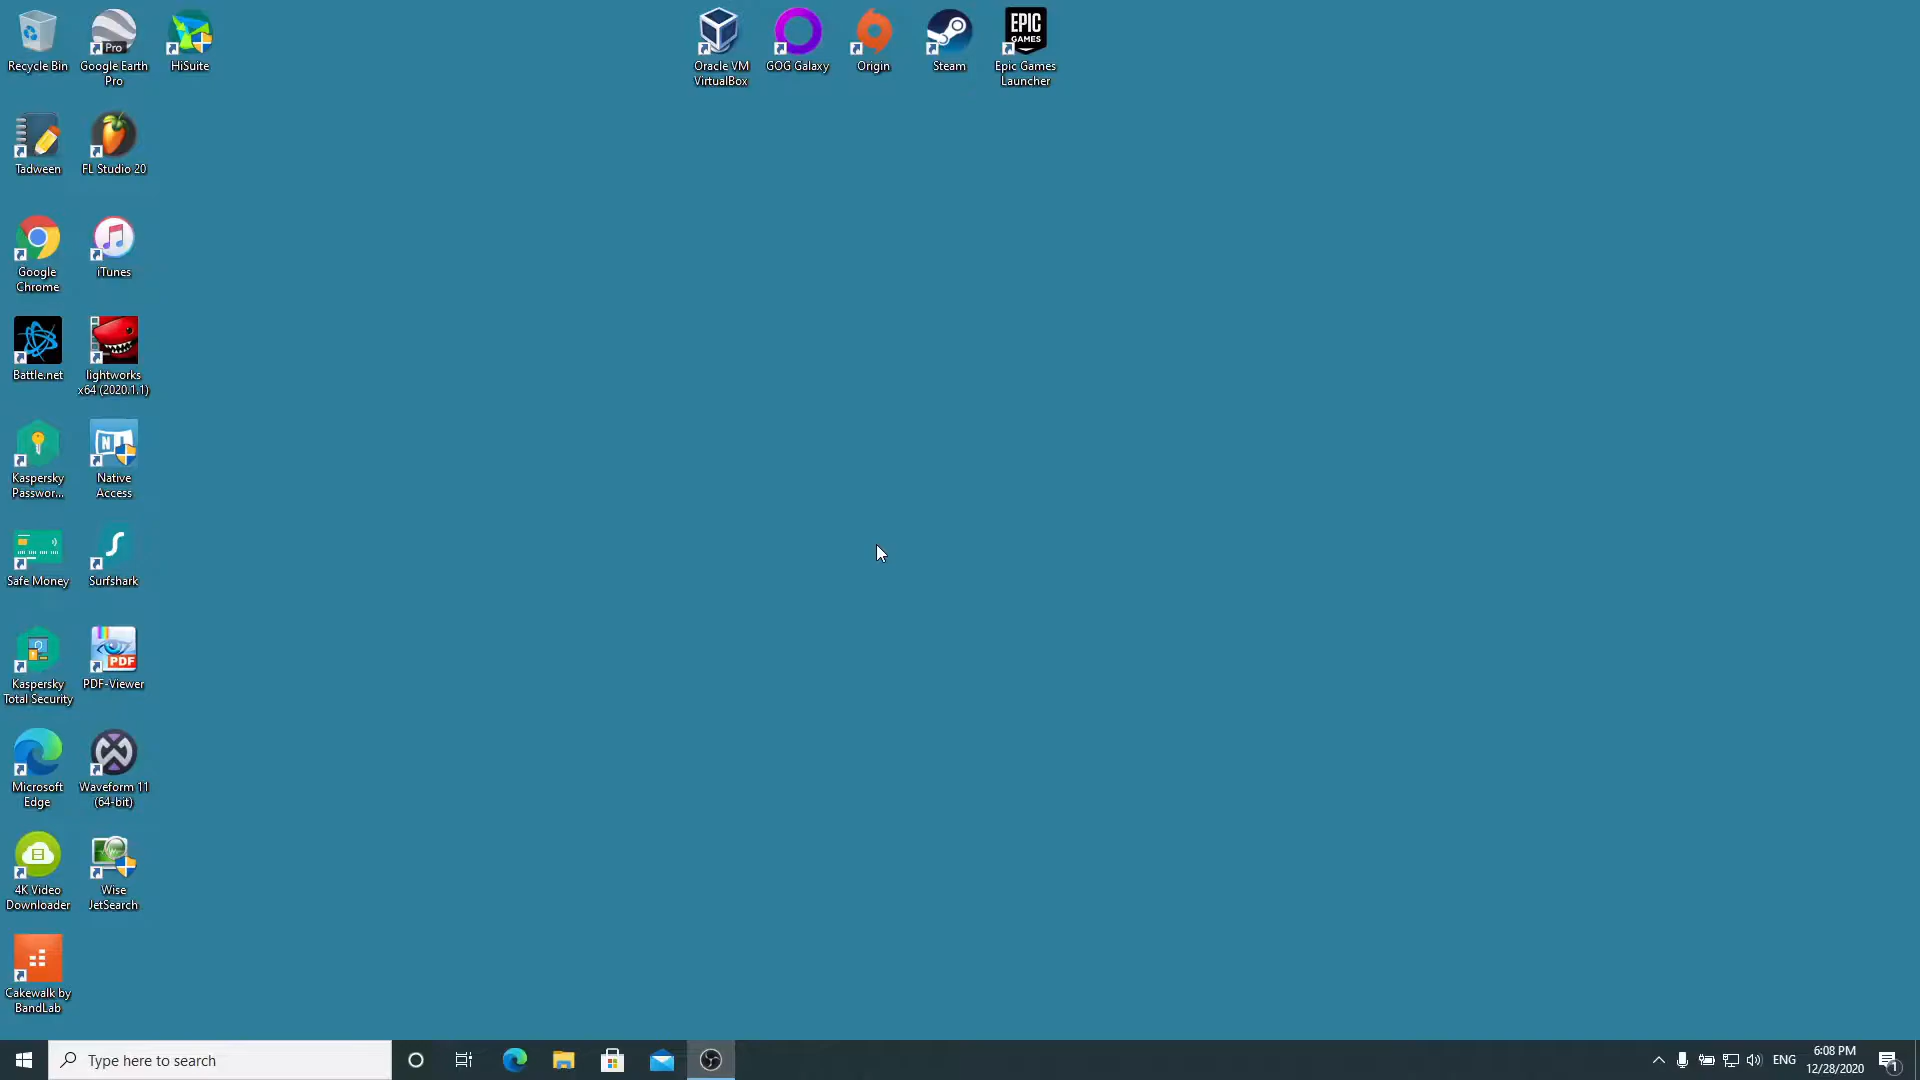 Recycle Bin
Google Earth
Pro
Pro
HiSuite
Oracle VM
VirtualBox
GOG Galaxy
Origin
Steam
EPIC
GAMES
Epic Games
Launcher
Tadween
FL Studio 20
Google
Chrome
iTunes
Battle.net
lightworks
x64 (2020.1.1)
Kaspersky
Passwor...
N
Native
Access
Safe Money
Surfshark
Kaspersky
Total Security
PDF
PDF-Viewer
Microsoft
Edge
Waveform 11
(64-bit)
4K Video
Downloader
Wise
JetSearch
Cakewalk by
BandLab
Type here to search
ENG
6:08 PM
12/28/2020
1